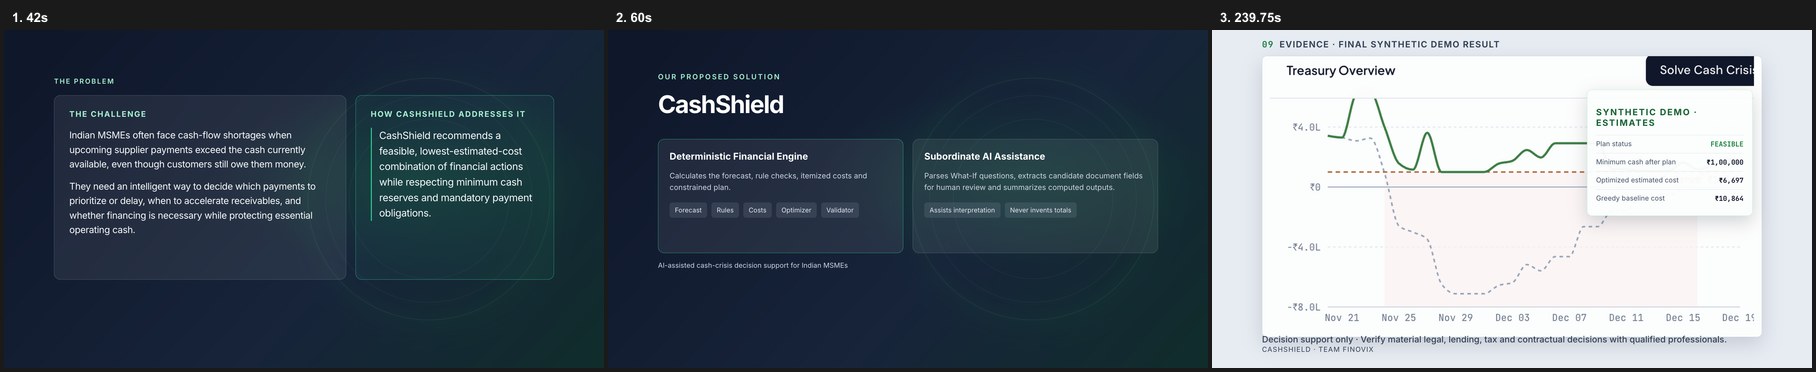 1. 42s
THE PROBLEM
THE CHALLENGE
Indian MSMEs often face cash-flow shortages when
upcoming supplier payments exceed the cash currently
available, even though customers still owe them money.
They need an intelligent way to decide which payments to
prioritize or delay, when to accelerate receivables, and
whether financing is necessary while protecting essential
operating cash.
HOW CASHSHIELD ADDRESSES IT
CashShield recommends a
feasible, lowest-estimated-cost
combination of financial actions
while respecting minimum cash
reserves and mandatory payment
obligations.
2. 60s
OUR PROPOSED SOLUTION
CashShield
Deterministic Financial Engine
Calculates the forecast, rule checks, itemized costs and
constrained plan.
Forecast Rules Costs Optimizer Validator
Subordinate AI Assistance
Parses What-If questions, extracts candidate document fields
for human review and summarizes computed outputs.
Assists interpretation Never invents totals
AI-assisted cash-crisis decision support for Indian MSMEs
3. 239.75s
09 EVIDENCE · FINAL SYNTHETIC DEMO RESULT
Treasury Overview
Solve Cash Crisis
SYNTHETIC DEMO ·
ESTIMATES
Plan status FEASIBLE
Minimum cash after plan ₹1,00,000
Optimized estimated cost ₹6,697
Greedy baseline cost ₹10,864
₹4.0L
₹0
-₹4.0L
-₹8.0L
Nov 21 Nov 25 Nov 29 Dec 03 Dec 07 Dec 11 Dec 15 Dec 19
Decision support only · Verify material legal, lending, tax and contractual decisions with qualified professionals.
CASHSHIELD · TEAM FINOVIX